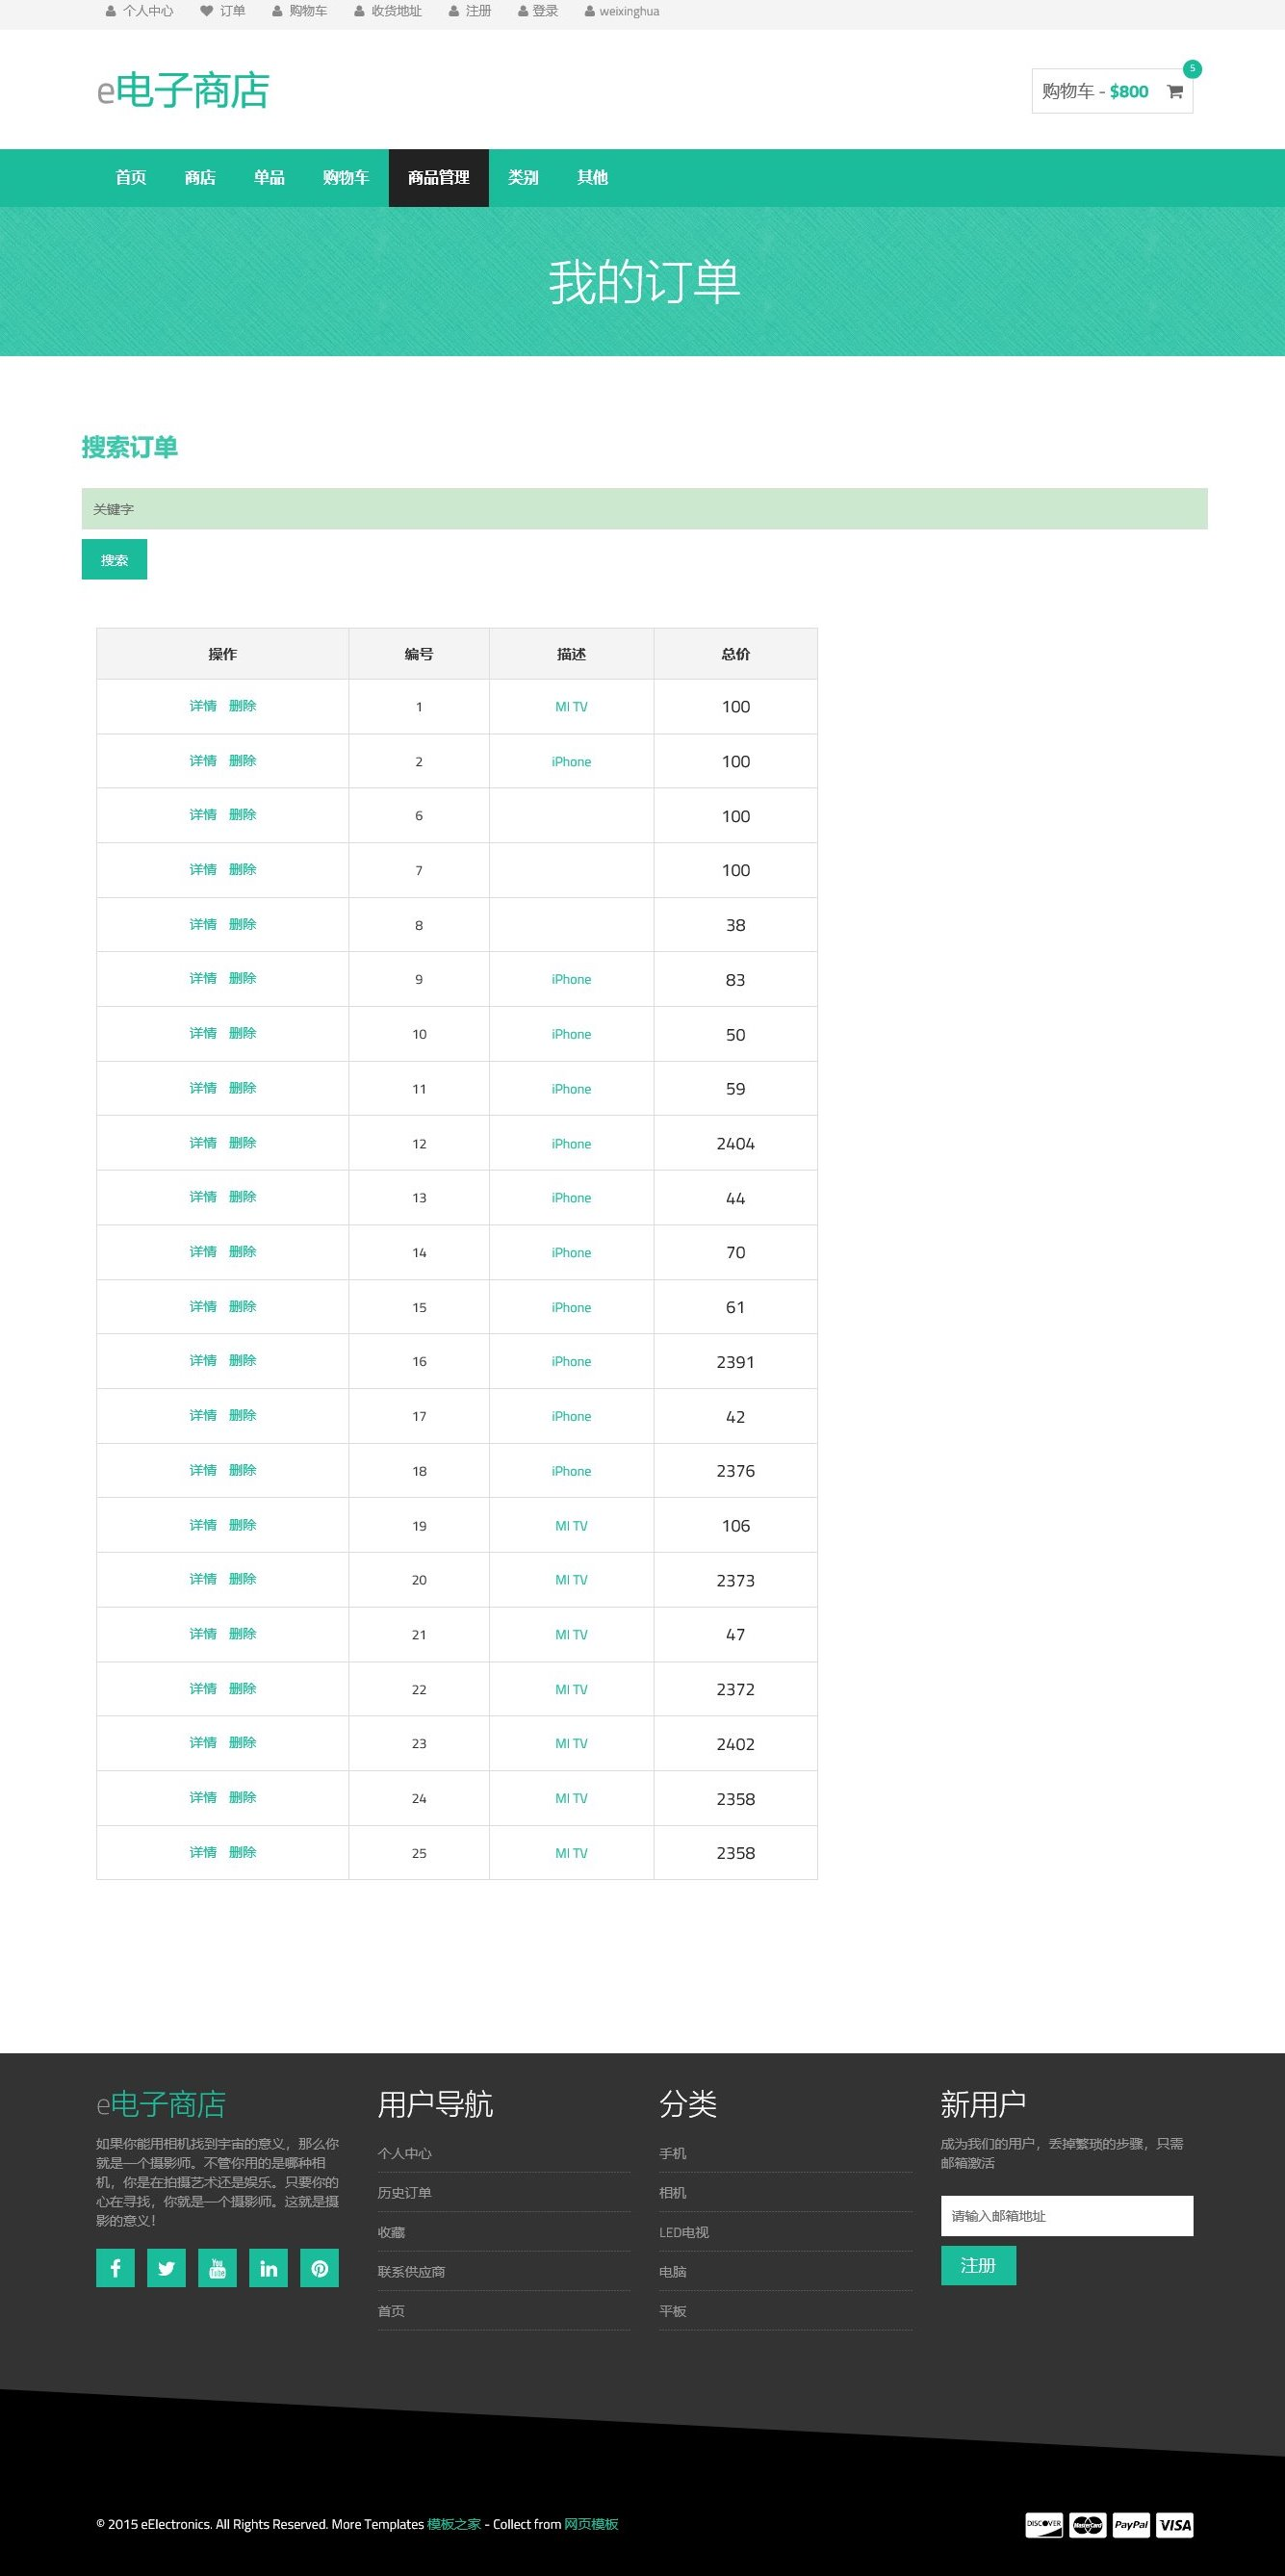 个人中心 订单 购物车 收货地址 注册 登录 weixinghua
e电子商店
购物车 - $800
5
首页 商店 单品 购物车 商品管理 类别 其他
我的订单
搜索订单
关键字
搜索
操作 编号 描述 总价
详情 删除 1 MI TV 100
详情 删除 2 iPhone 100
详情 删除 6 100
详情 删除 7 100
详情 删除 8 38
详情 删除 9 iPhone 83
详情 删除 10 iPhone 50
详情 删除 11 iPhone 59
详情 删除 12 iPhone 2404
详情 删除 13 iPhone 44
详情 删除 14 iPhone 70
详情 删除 15 iPhone 61
详情 删除 16 iPhone 2391
详情 删除 17 iPhone 42
详情 删除 18 iPhone 2376
详情 删除 19 MI TV 106
详情 删除 20 MI TV 2373
详情 删除 21 MI TV 47
详情 删除 22 MI TV 2372
详情 删除 23 MI TV 2402
详情 删除 24 MI TV 2358
详情 删除 25 MI TV 2358
e电子商店
如果你能用相机找到宇宙的意义，那么你
就是一个摄影师。不管你用的是哪种相
机，你是在拍摄艺术还是娱乐。只要你的
心在寻找，你就是一个摄影师。这就是摄
影的意义！
You Tube
用户导航
个人中心
历史订单
收藏
联系供应商
首页
分类
手机
相机
LED电视
电脑
平板
新用户
成为我们的用户，丢掉繁琐的步骤，只需
邮箱激活
请输入邮箱地址
注册
© 2015 eElectronics. All Rights Reserved. More Templates 模板之家 - Collect from 网页模板
DISCOVER MasterCard PayPal VISA